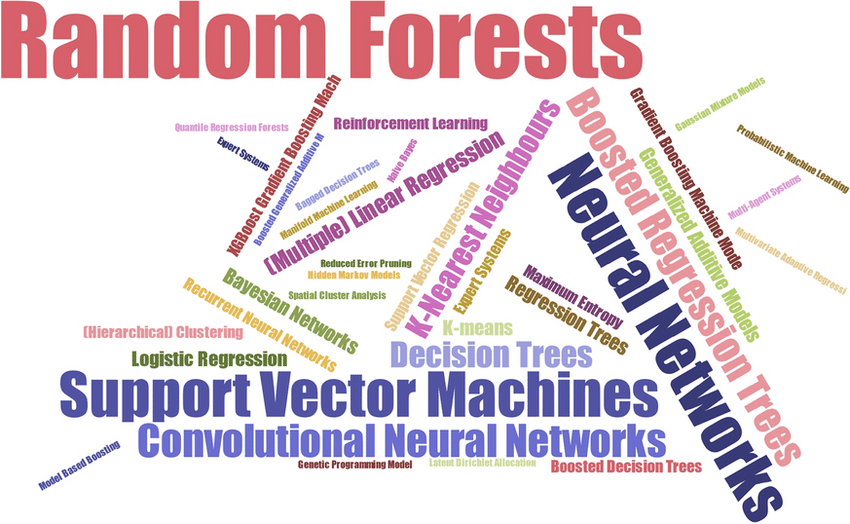 Random Forests
Quantile Regression Forests
Expert Systems
XGBoost Gradient Boosting Mach
Boosted Generalized Additive M
Reinforcement Learning
Bagged Decision Trees
Naive Bayes
Manifold Machine Learning
(Multiple) Linear Regression
K-Nearest Neighbours
Boosted Regression Trees
Neural Networks
Gradient Boosting Machine Mode
Generalized Additive Models
Gaussian Mixture Models
Probabilistic Machine Learning
Multi-Agent Systems
Multivariate Adaptive Regressi
Reduced Error Pruning
Hidden Markov Models
Spatial Cluster Analysis
Support Vector Regression
Expert Systems
Maximum Entropy
Regression Trees
Bayesian Networks
Recurrent Neural Networks
(Hierarchical) Clustering
K-means
Logistic Regression
Decision Trees
Support Vector Machines
Convolutional Neural Networks
Model Based Boosting
Genetic Programming Model
Latent Dirichlet Allocation
Boosted Decision Trees